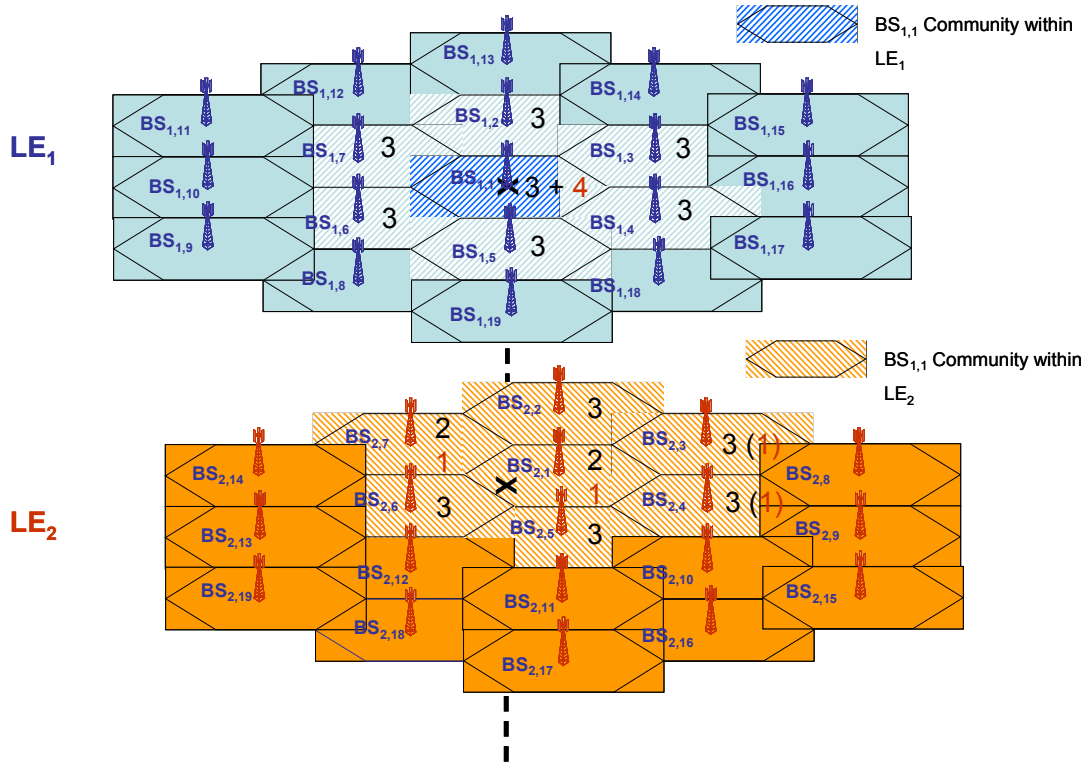 BS1,1 Community within
LE1
BS1,13
BS1,12
BS1,14
BS1,11
BS1,2
3
BS1,15
LE1
BS1,7
3
BS1,3
3
BS1,10
BS1,1
X 3 + 4
BS1,16
BS1,6
3
BS1,4
3
BS1,9
BS1,5
3
BS1,17
BS1,8
BS1,18
BS1,19
BS1,1 Community within
LE2
BS2,2
3
BS2,7
2
1
BS2,3
3 (1)
BS2,14
BS2,1
2
1
BS2,8
X
BS2,6
3
BS2,4
3 (1)
LE2
BS2,13
BS2,5
3
BS2,9
BS2,12
BS2,10
BS2,19
BS2,11
BS2,15
BS2,18
BS2,16
BS2,17